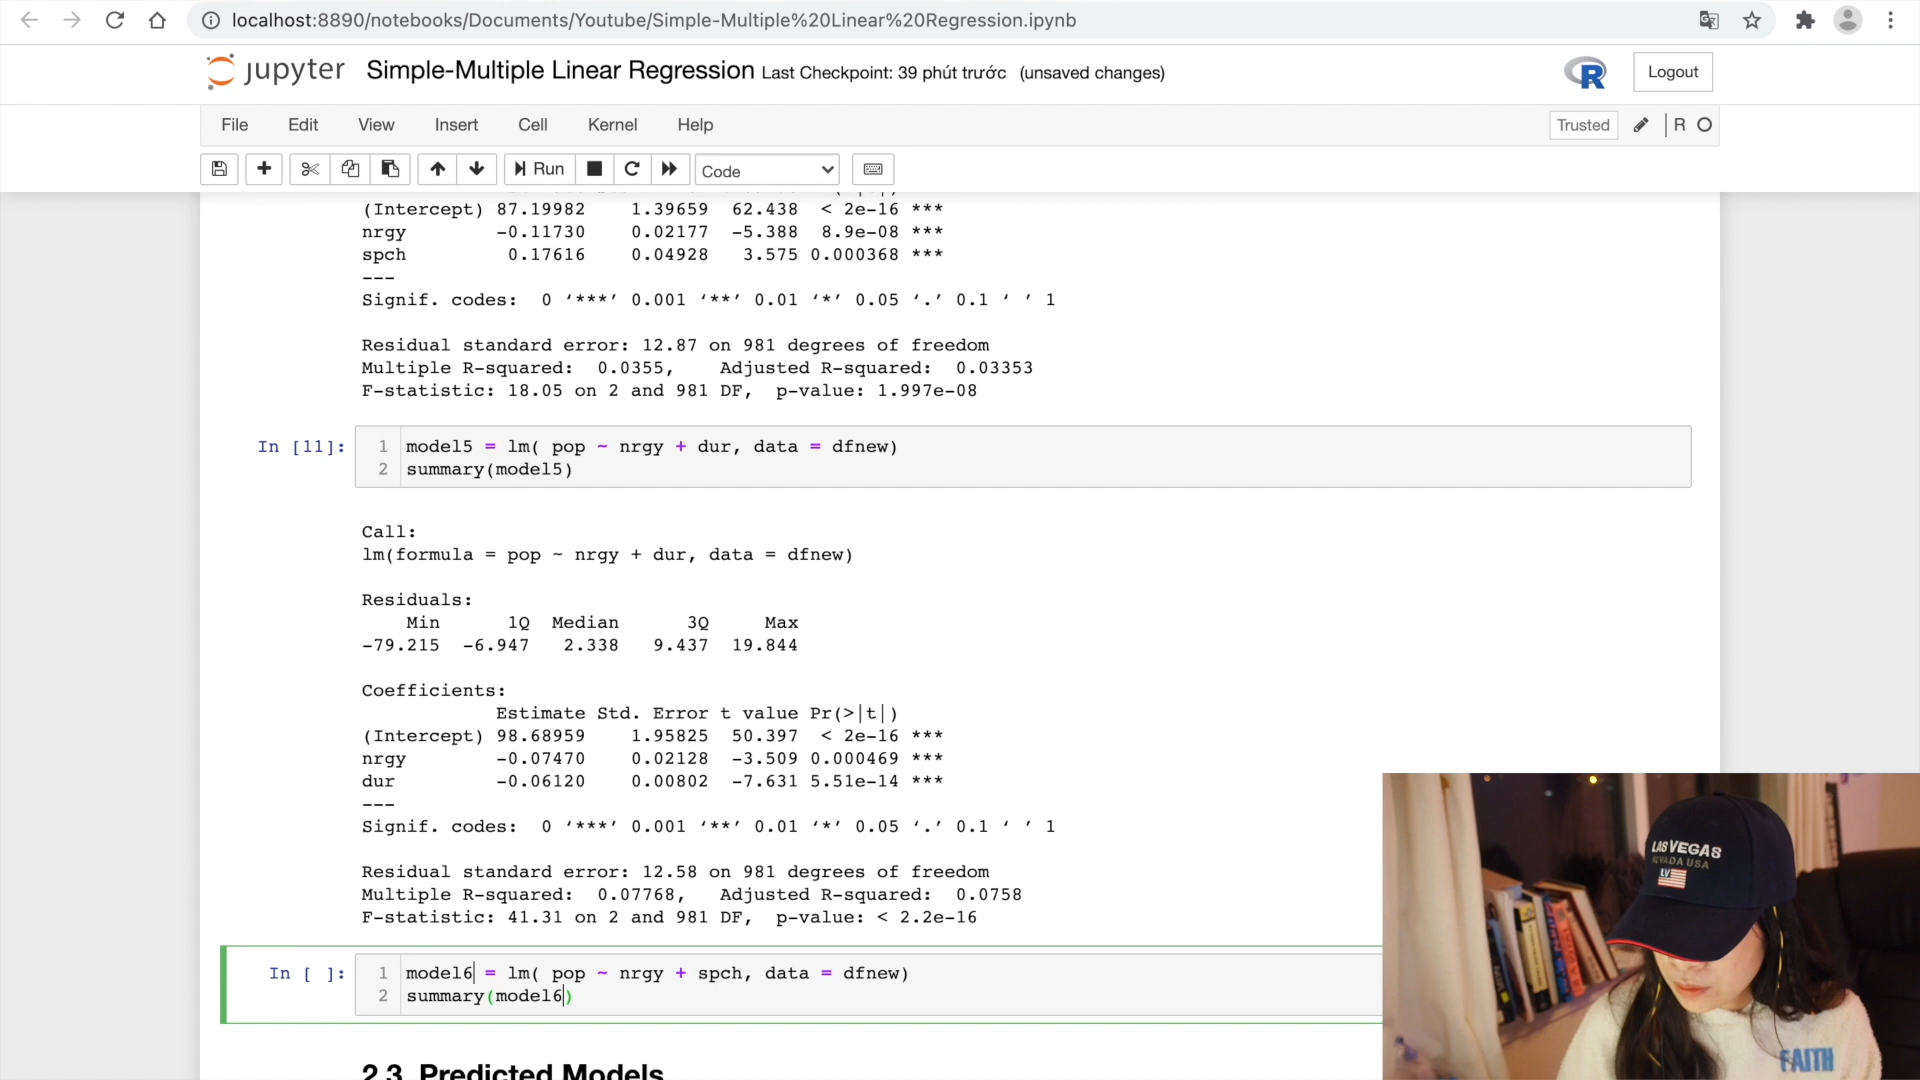 localhost:8890/notebooks/Documents/Youtube/Simple-Multiple%20Linear%20Regression.ipynb
jupyter Simple-Multiple Linear Regression Last Checkpoint: 39 phút trước (unsaved changes)
R
Logout
File Edit View Insert Cell Kernel Help
Trusted R
Run Code
(Intercept) 87.19982 1.39659 62.438 < 2e-16 ***
nrgy -0.11730 0.02177 -5.388 8.9e-08 ***
spch 0.17616 0.04928 3.575 0.000368 ***
---
Signif. codes: 0 ‘***’ 0.001 ‘**’ 0.01 ‘*’ 0.05 ‘.’ 0.1 ‘ ’ 1
Residual standard error: 12.87 on 981 degrees of freedom
Multiple R-squared: 0.0355, Adjusted R-squared: 0.03353
F-statistic: 18.05 on 2 and 981 DF, p-value: 1.997e-08
In [11]: 1 model5 = lm( pop ~ nrgy + dur, data = dfnew)
2 summary(model5)
Call:
lm(formula = pop ~ nrgy + dur, data = dfnew)
Residuals:
Min 1Q Median 3Q Max
-79.215 -6.947 2.338 9.437 19.844
Coefficients:
Estimate Std. Error t value Pr(>|t|)
(Intercept) 98.68959 1.95825 50.397 < 2e-16 ***
nrgy -0.07470 0.02128 -3.509 0.000469 ***
dur -0.06120 0.00802 -7.631 5.51e-14 ***
---
Signif. codes: 0 ‘***’ 0.001 ‘**’ 0.01 ‘*’ 0.05 ‘.’ 0.1 ‘ ’ 1
Residual standard error: 12.58 on 981 degrees of freedom
Multiple R-squared: 0.07768, Adjusted R-squared: 0.0758
F-statistic: 41.31 on 2 and 981 DF, p-value: < 2.2e-16
In [ ]: 1 model6 = lm( pop ~ nrgy + spch, data = dfnew)
2 summary(model6)
2.3. Predicted Models
LAS VEGAS
NEVADA USA
LV
FAITH